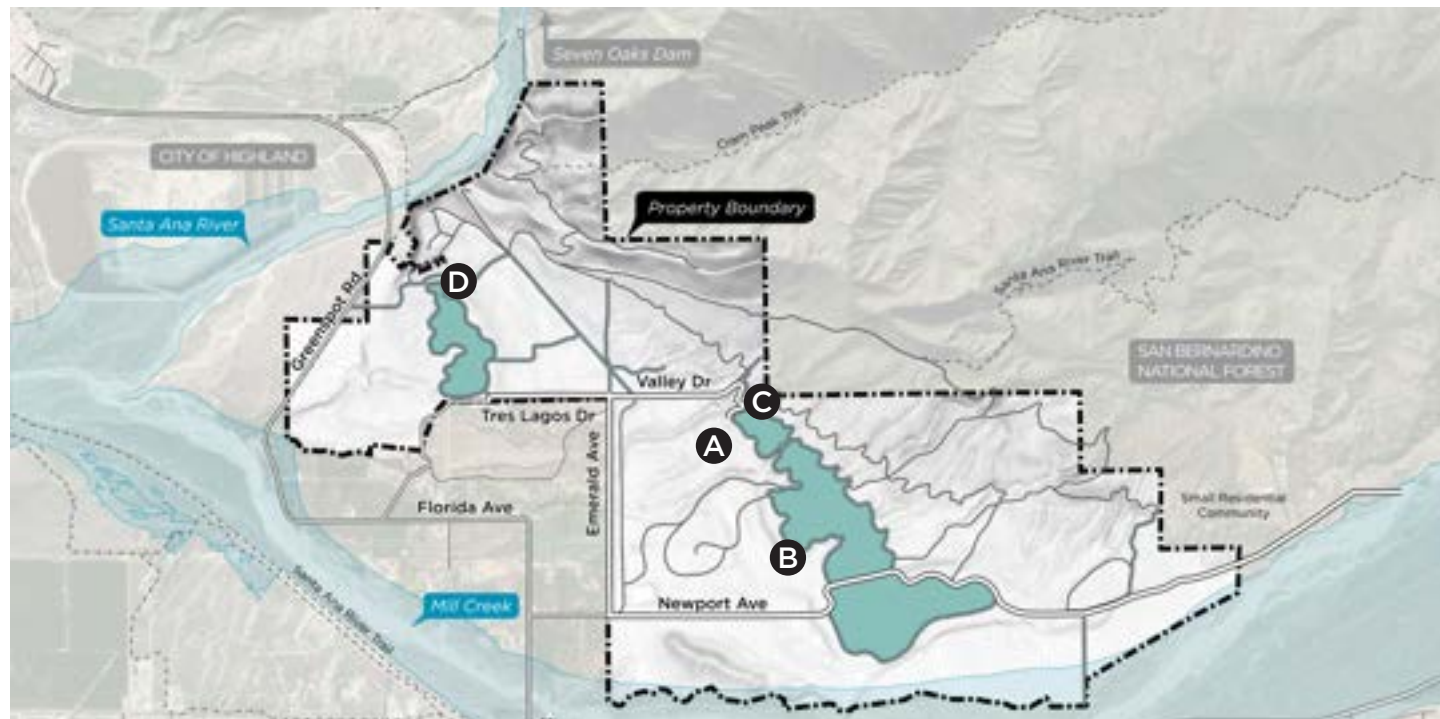 Seven Oaks Dam
Cram Peak Trail
CITY OF HIGHLAND
Property Boundary
Santa Ana River
Santa Ana River Trail
D
Greenspot Rd
SAN BERNARDINO
NATIONAL FOREST
Valley Dr
C
Tres Lagos Dr
A
Emerald Ave
Small Residential
Community
Florida Ave
B
Santa Ana River Trail
Mill Creek
Newport Ave